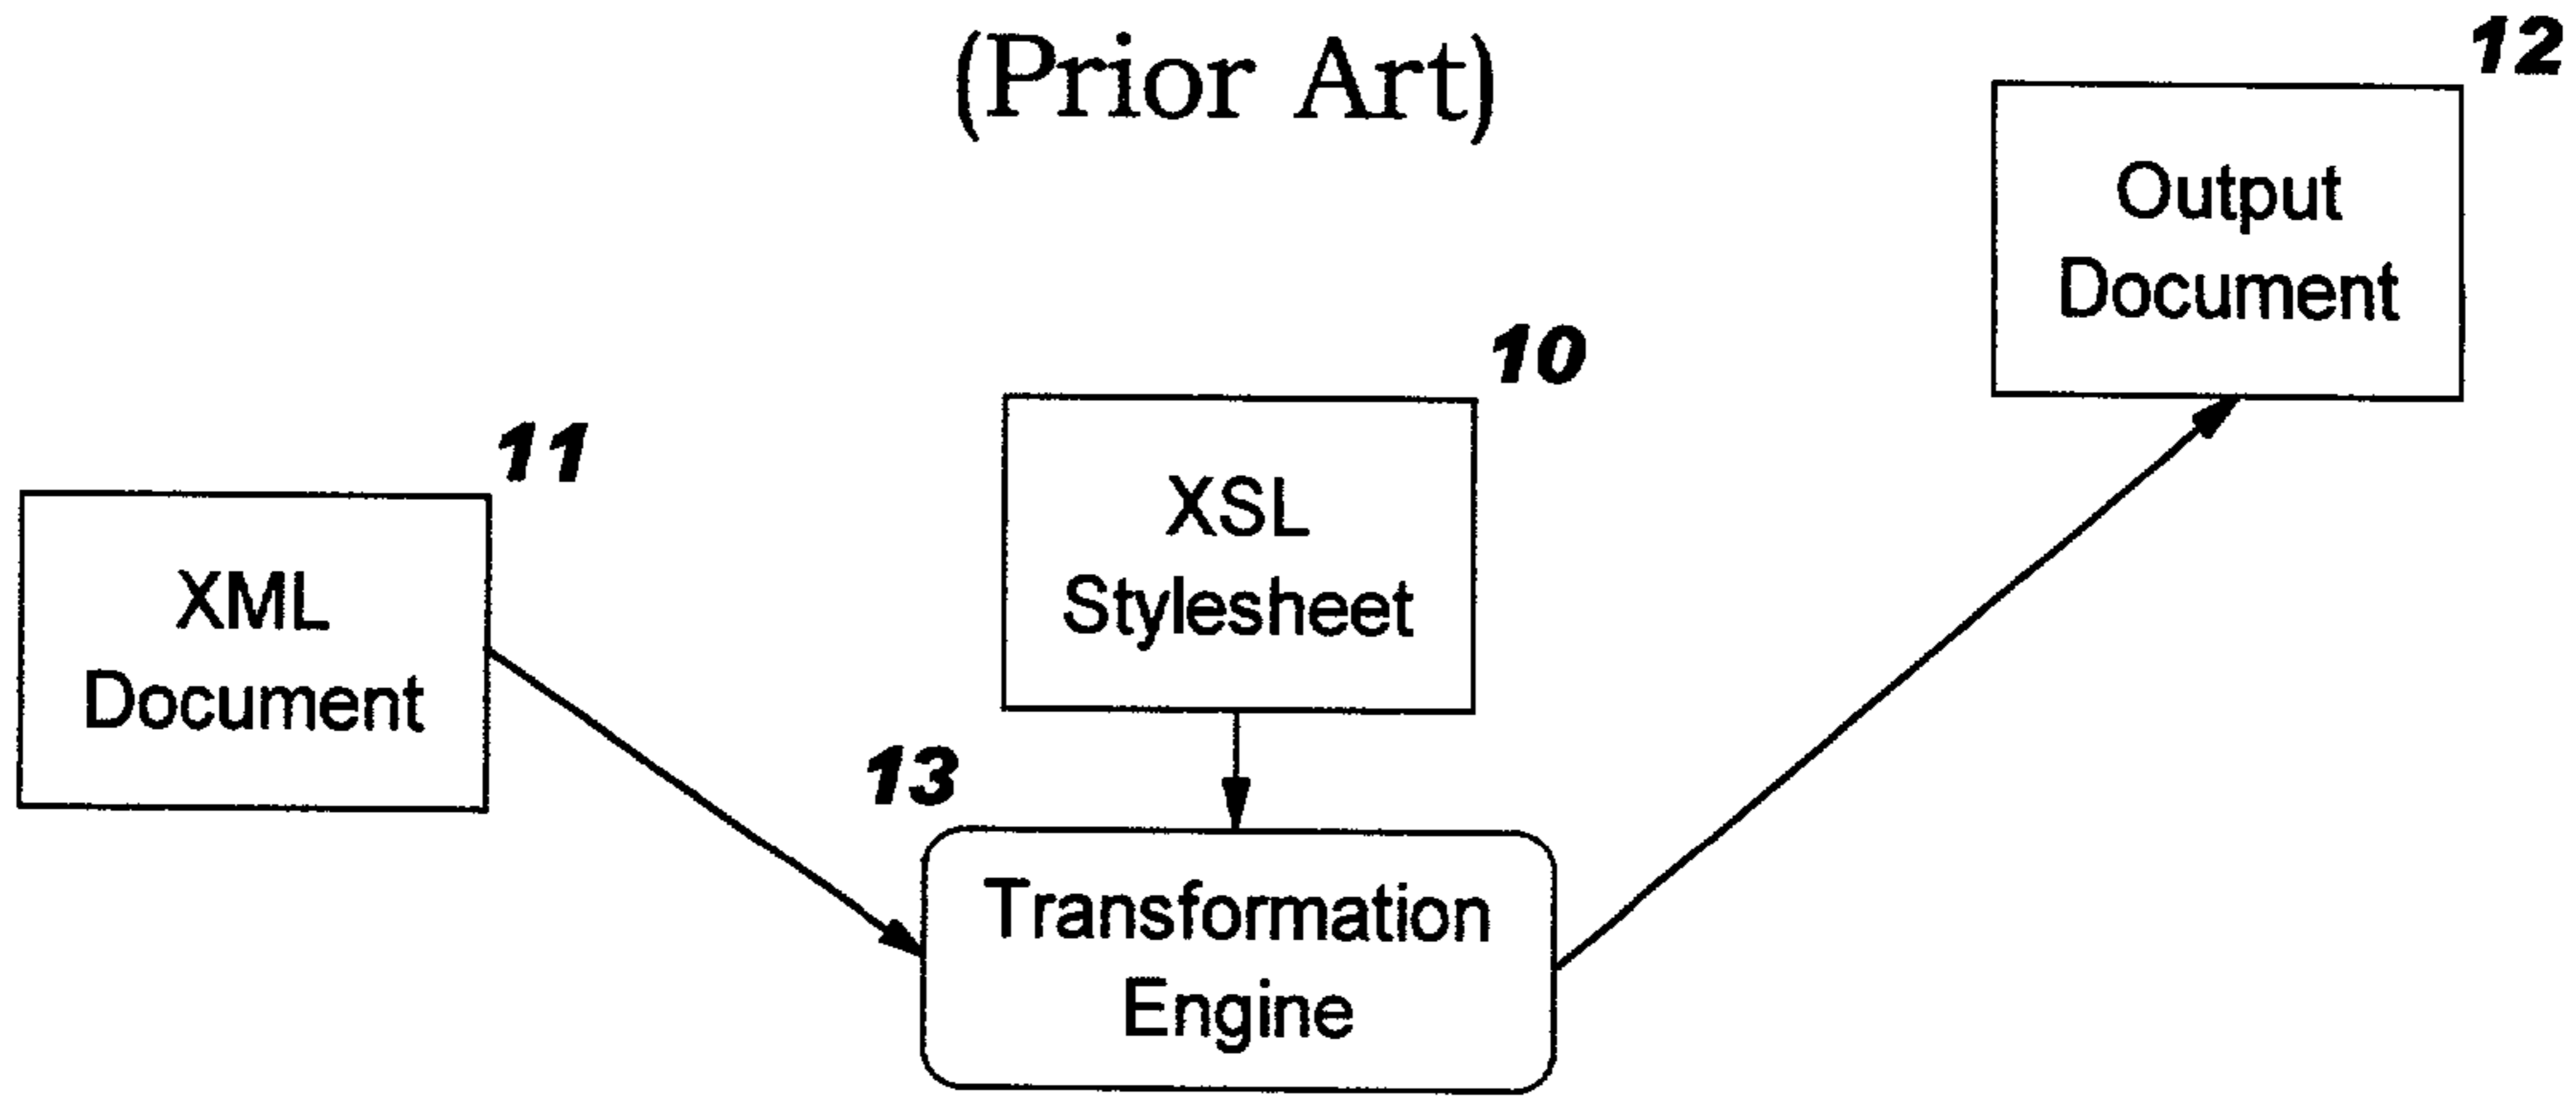 (Prior Art)
12
Output
Document
10
XSL
Stylesheet
11
XML
Document
13
Transformation
Engine